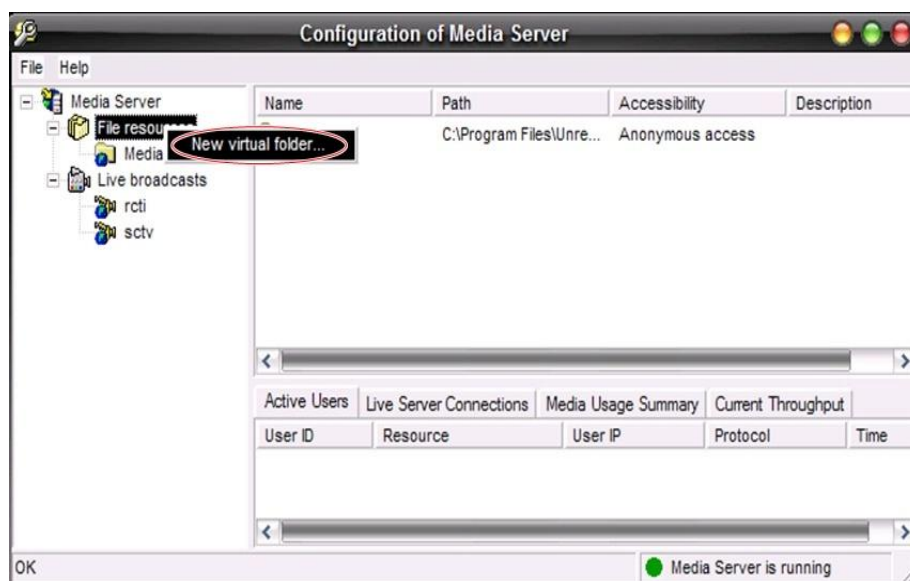 Configuration of Media Server
File Help
Media Server
File resou
Media
New virtual folder...
Live broadcasts
rcti
sctv
Name Path Accessibility Description
C:\Program Files\Unre... Anonymous access
Active Users Live Server Connections Media Usage Summary Current Throughput
User ID Resource User IP Protocol Time
OK Media Server is running